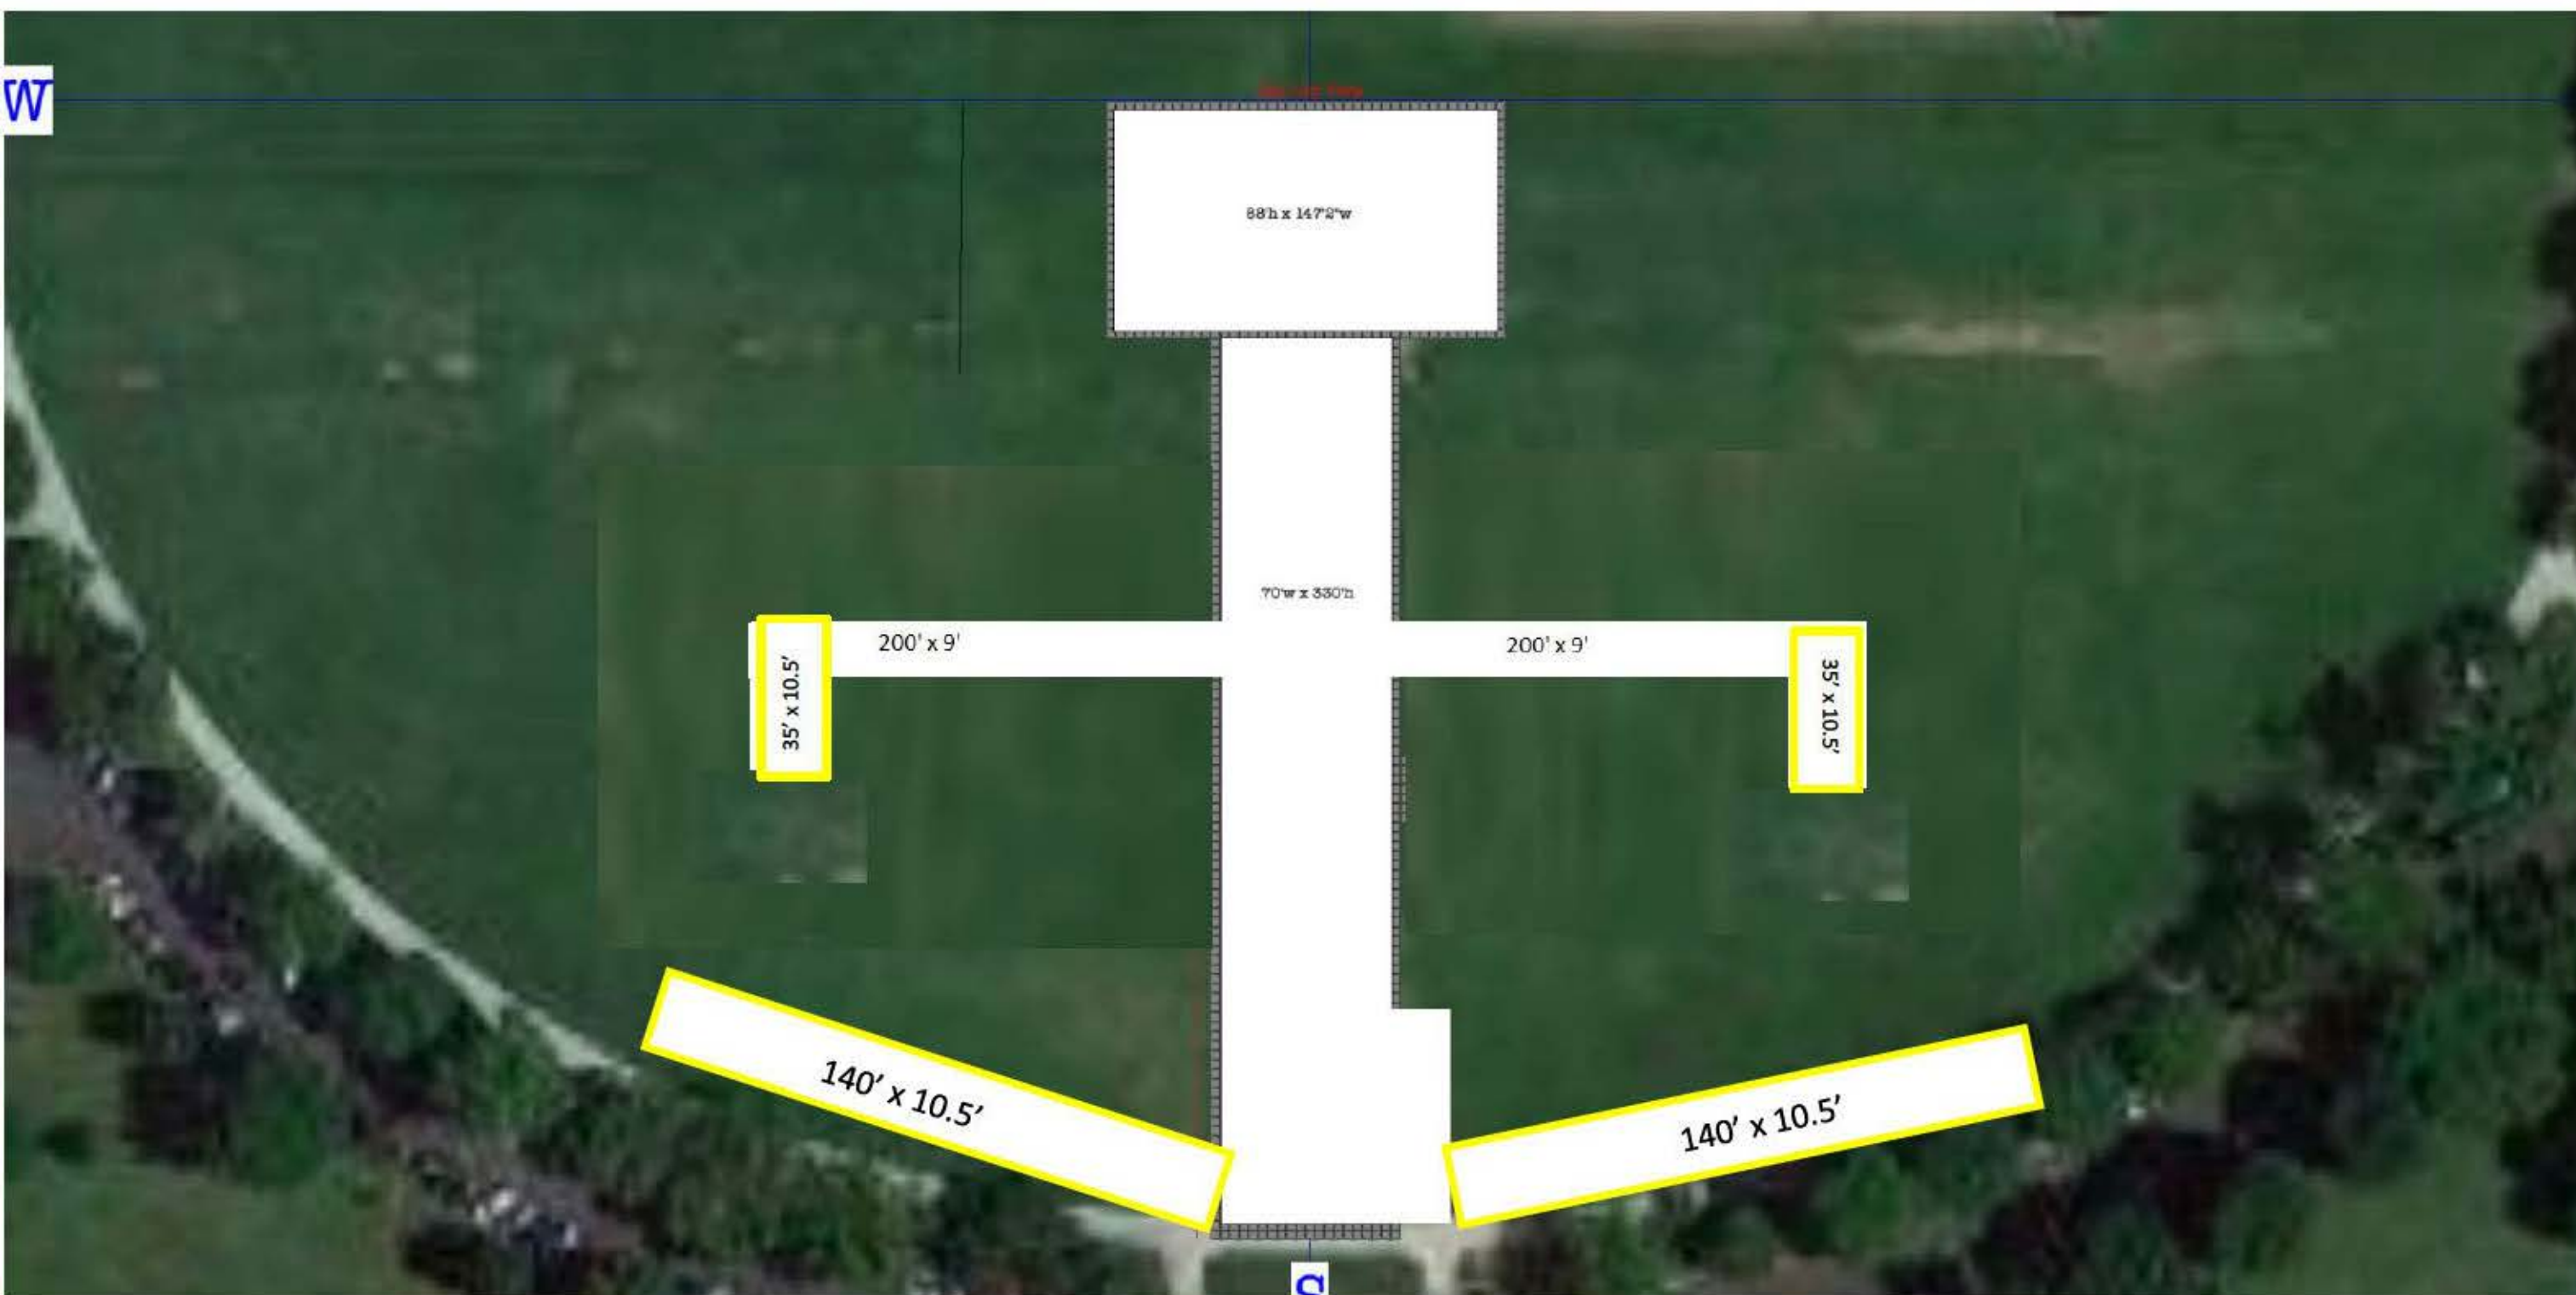 W
88'h x 147'2"w
70'w x 330'h
200' x 9'
200' x 9'
35' x 10.5'
35' x 10.5'
140' x 10.5'
140' x 10.5'
S